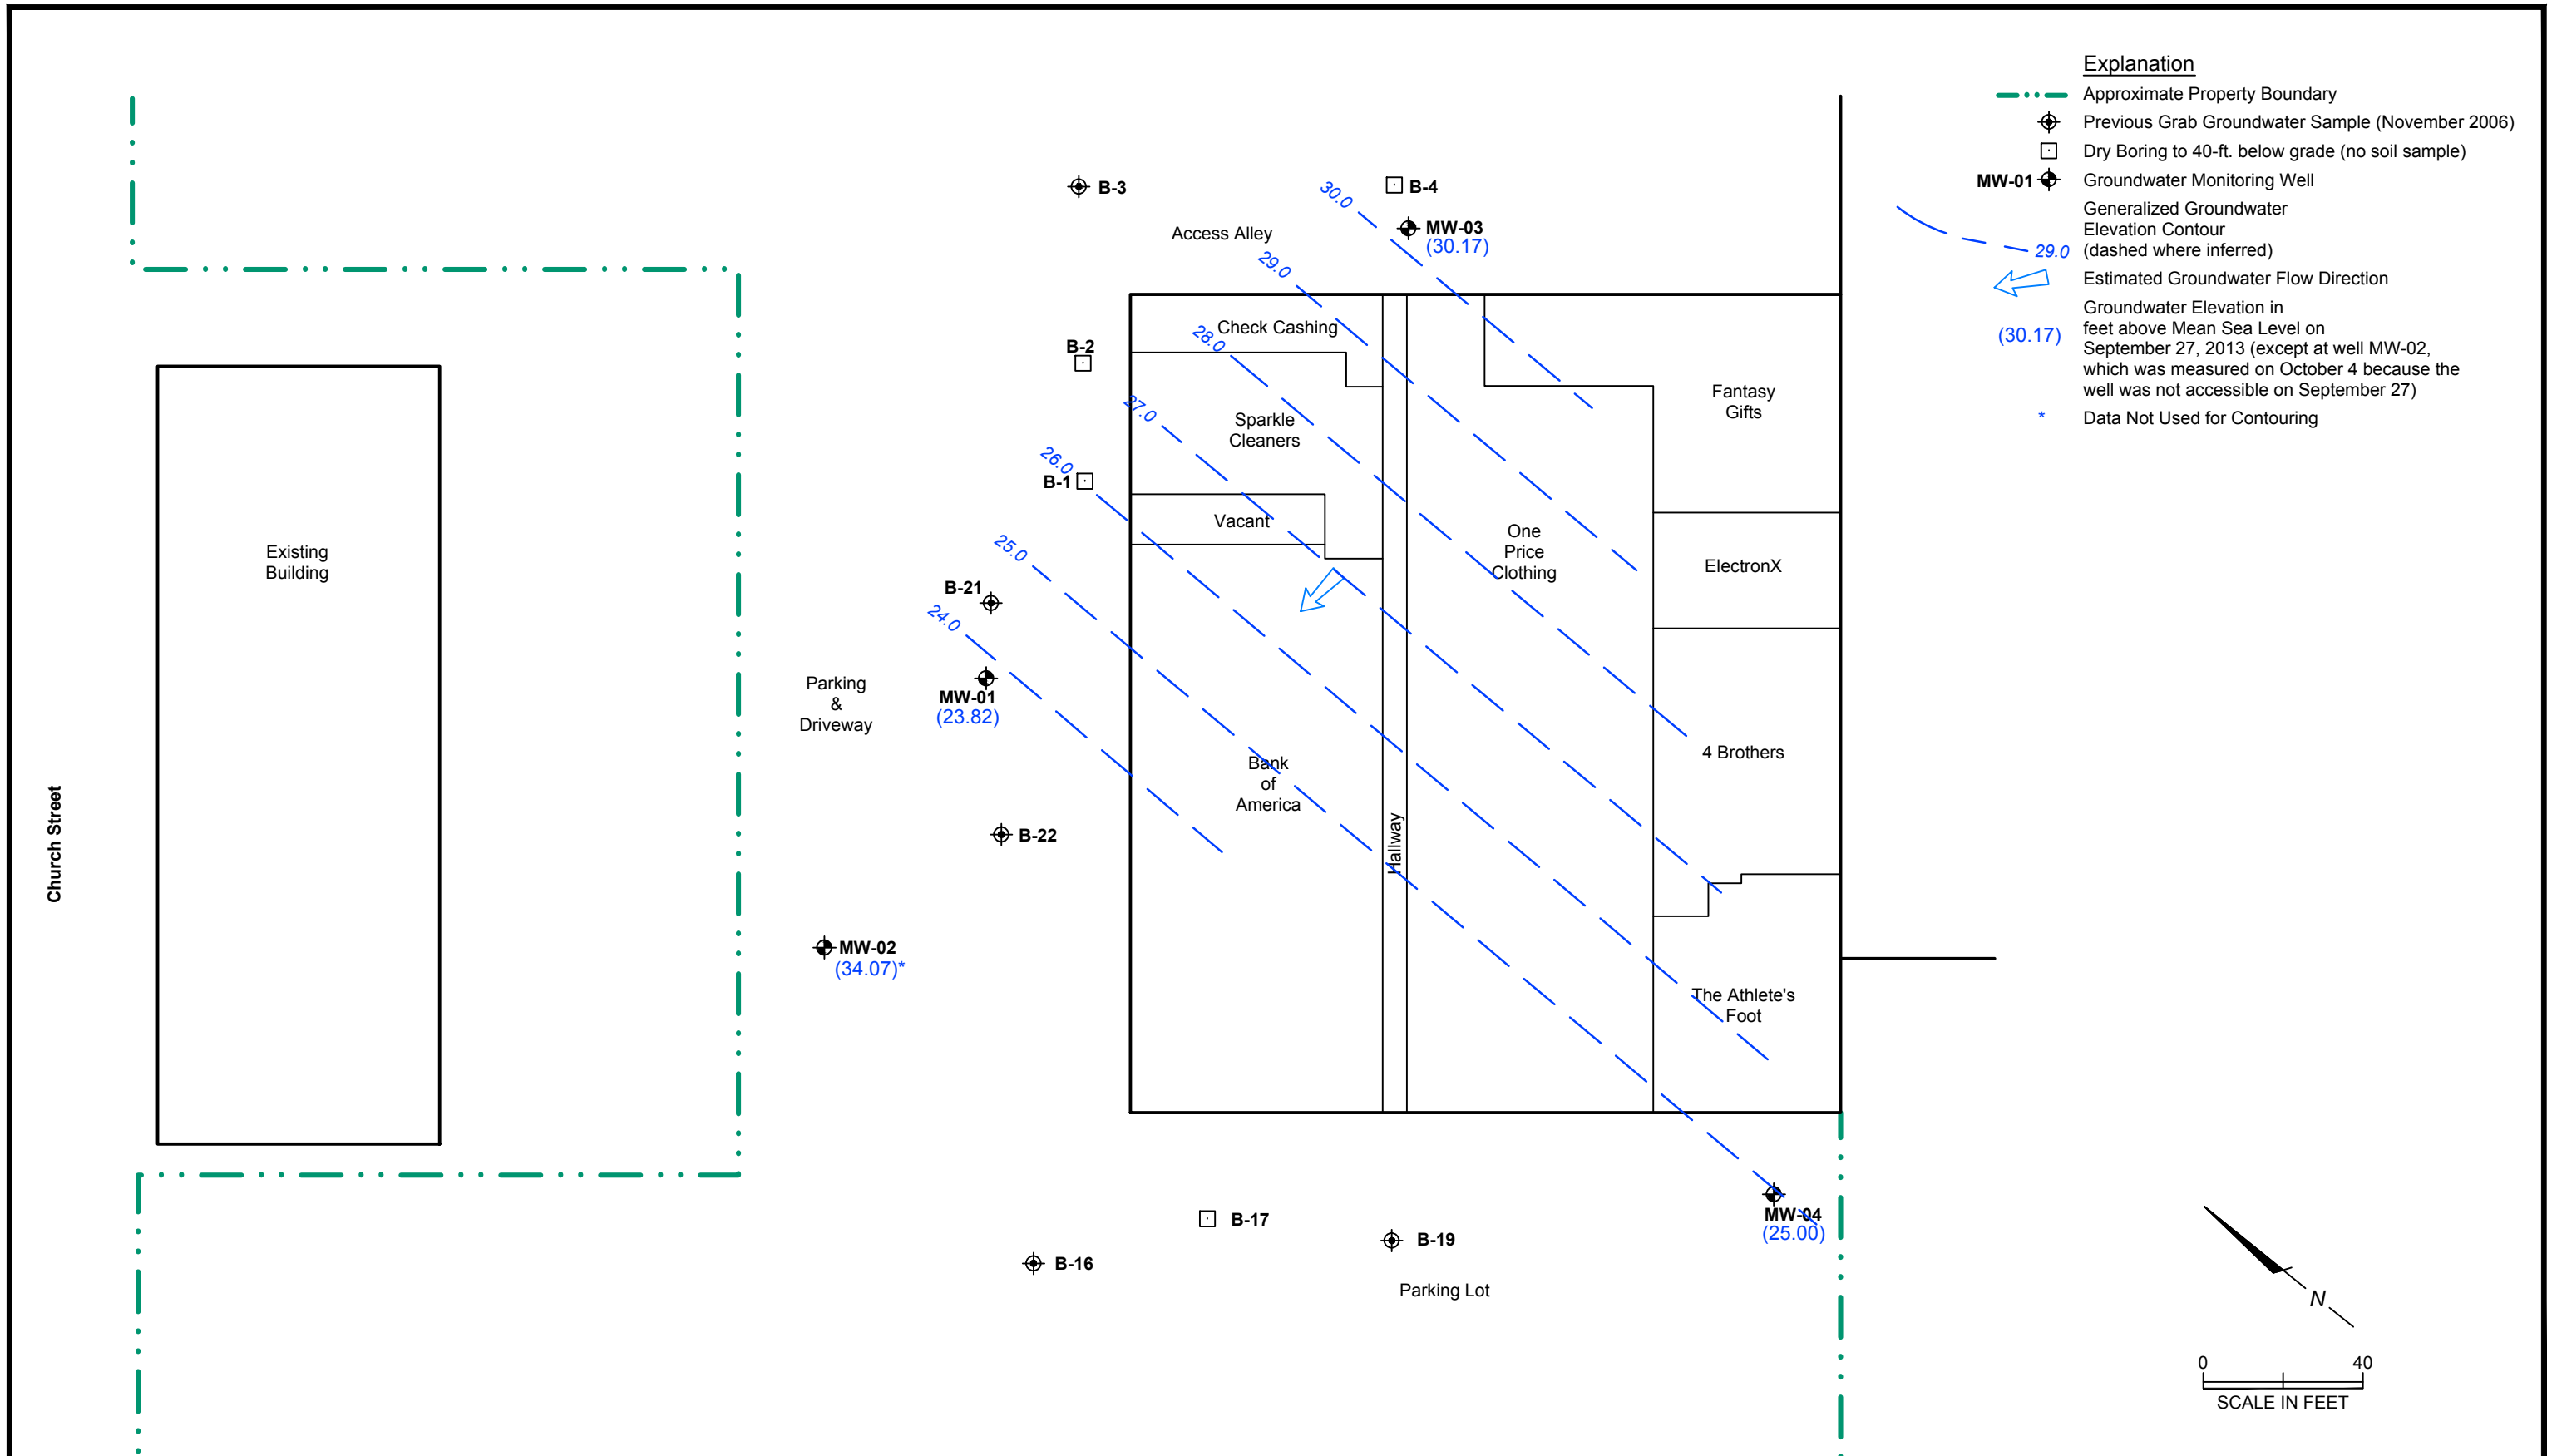 Explanation
Approximate Property Boundary
Previous Grab Groundwater Sample (November 2006)
Dry Boring to 40-ft. below grade (no soil sample)
MW-01
Groundwater Monitoring Well
Generalized Groundwater
Elevation Contour
(dashed where inferred)
29.0
Estimated Groundwater Flow Direction
Groundwater Elevation in
feet above Mean Sea Level on
September 27, 2013 (except at well MW-02,
which was measured on October 4 because the
well was not accessible on September 27)
(30.17)
*
Data Not Used for Contouring
B-3
30.0
B-4
MW-03
(30.17)
Access Alley
29.0
Check Cashing
28.0
B-2
27.0
Sparkle
Cleaners
Fantasy
Gifts
26.0
B-1
Vacant
25.0
One
Price
Clothing
ElectronX
Existing
Building
B-21
24.0
MW-01
(23.82)
Parking
&
Driveway
Bank
of
America
4 Brothers
Hallway
Church Street
B-22
MW-02
(34.07)*
The Athlete's
Foot
B-17
B-16
B-19
MW-04
(25.00)
Parking Lot
N
0 40
SCALE IN FEET